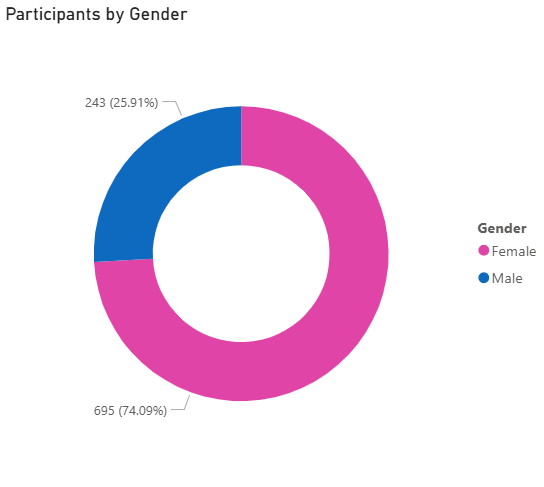 Participants by Gender
243 (25.91%)
Gender
Female
Male
695 (74.09%)